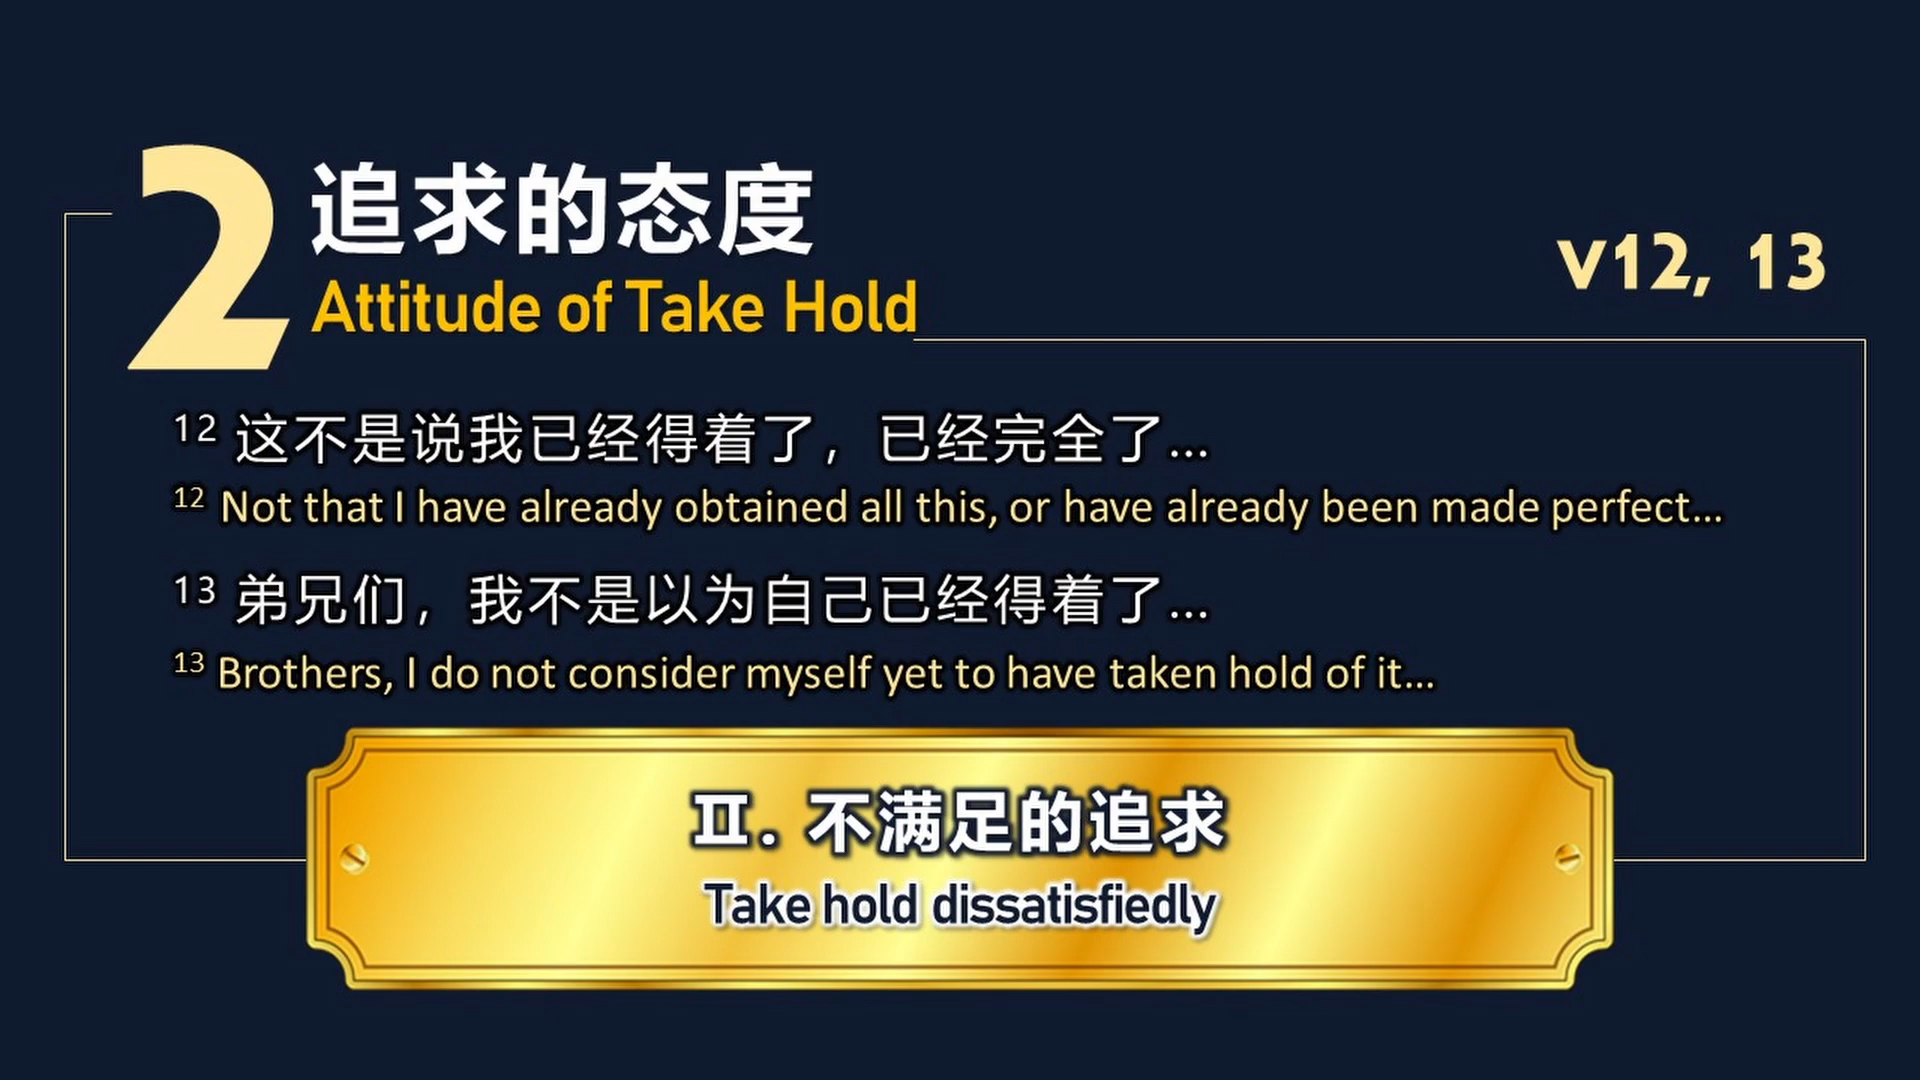 2
追求的态度
Attitude of Take Hold
v12, 13
12 这不是说我已经得着了，已经完全了...
12 Not that I have already obtained all this, or have already been made perfect...
13 弟兄们，我不是以为自己已经得着了...
13 Brothers, I do not consider myself yet to have taken hold of it...
II. 不满足的追求
Take hold dissatisfiedly